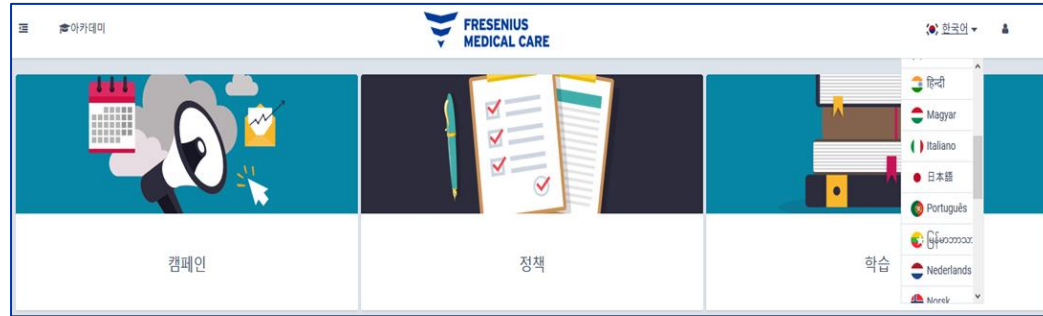 아카데미
FRESENIUS
MEDICAL CARE
한국어
हिन्दी
Magyar
Italiano
日本語
Português
Nederlands
Norsk
캠페인
정책
학습